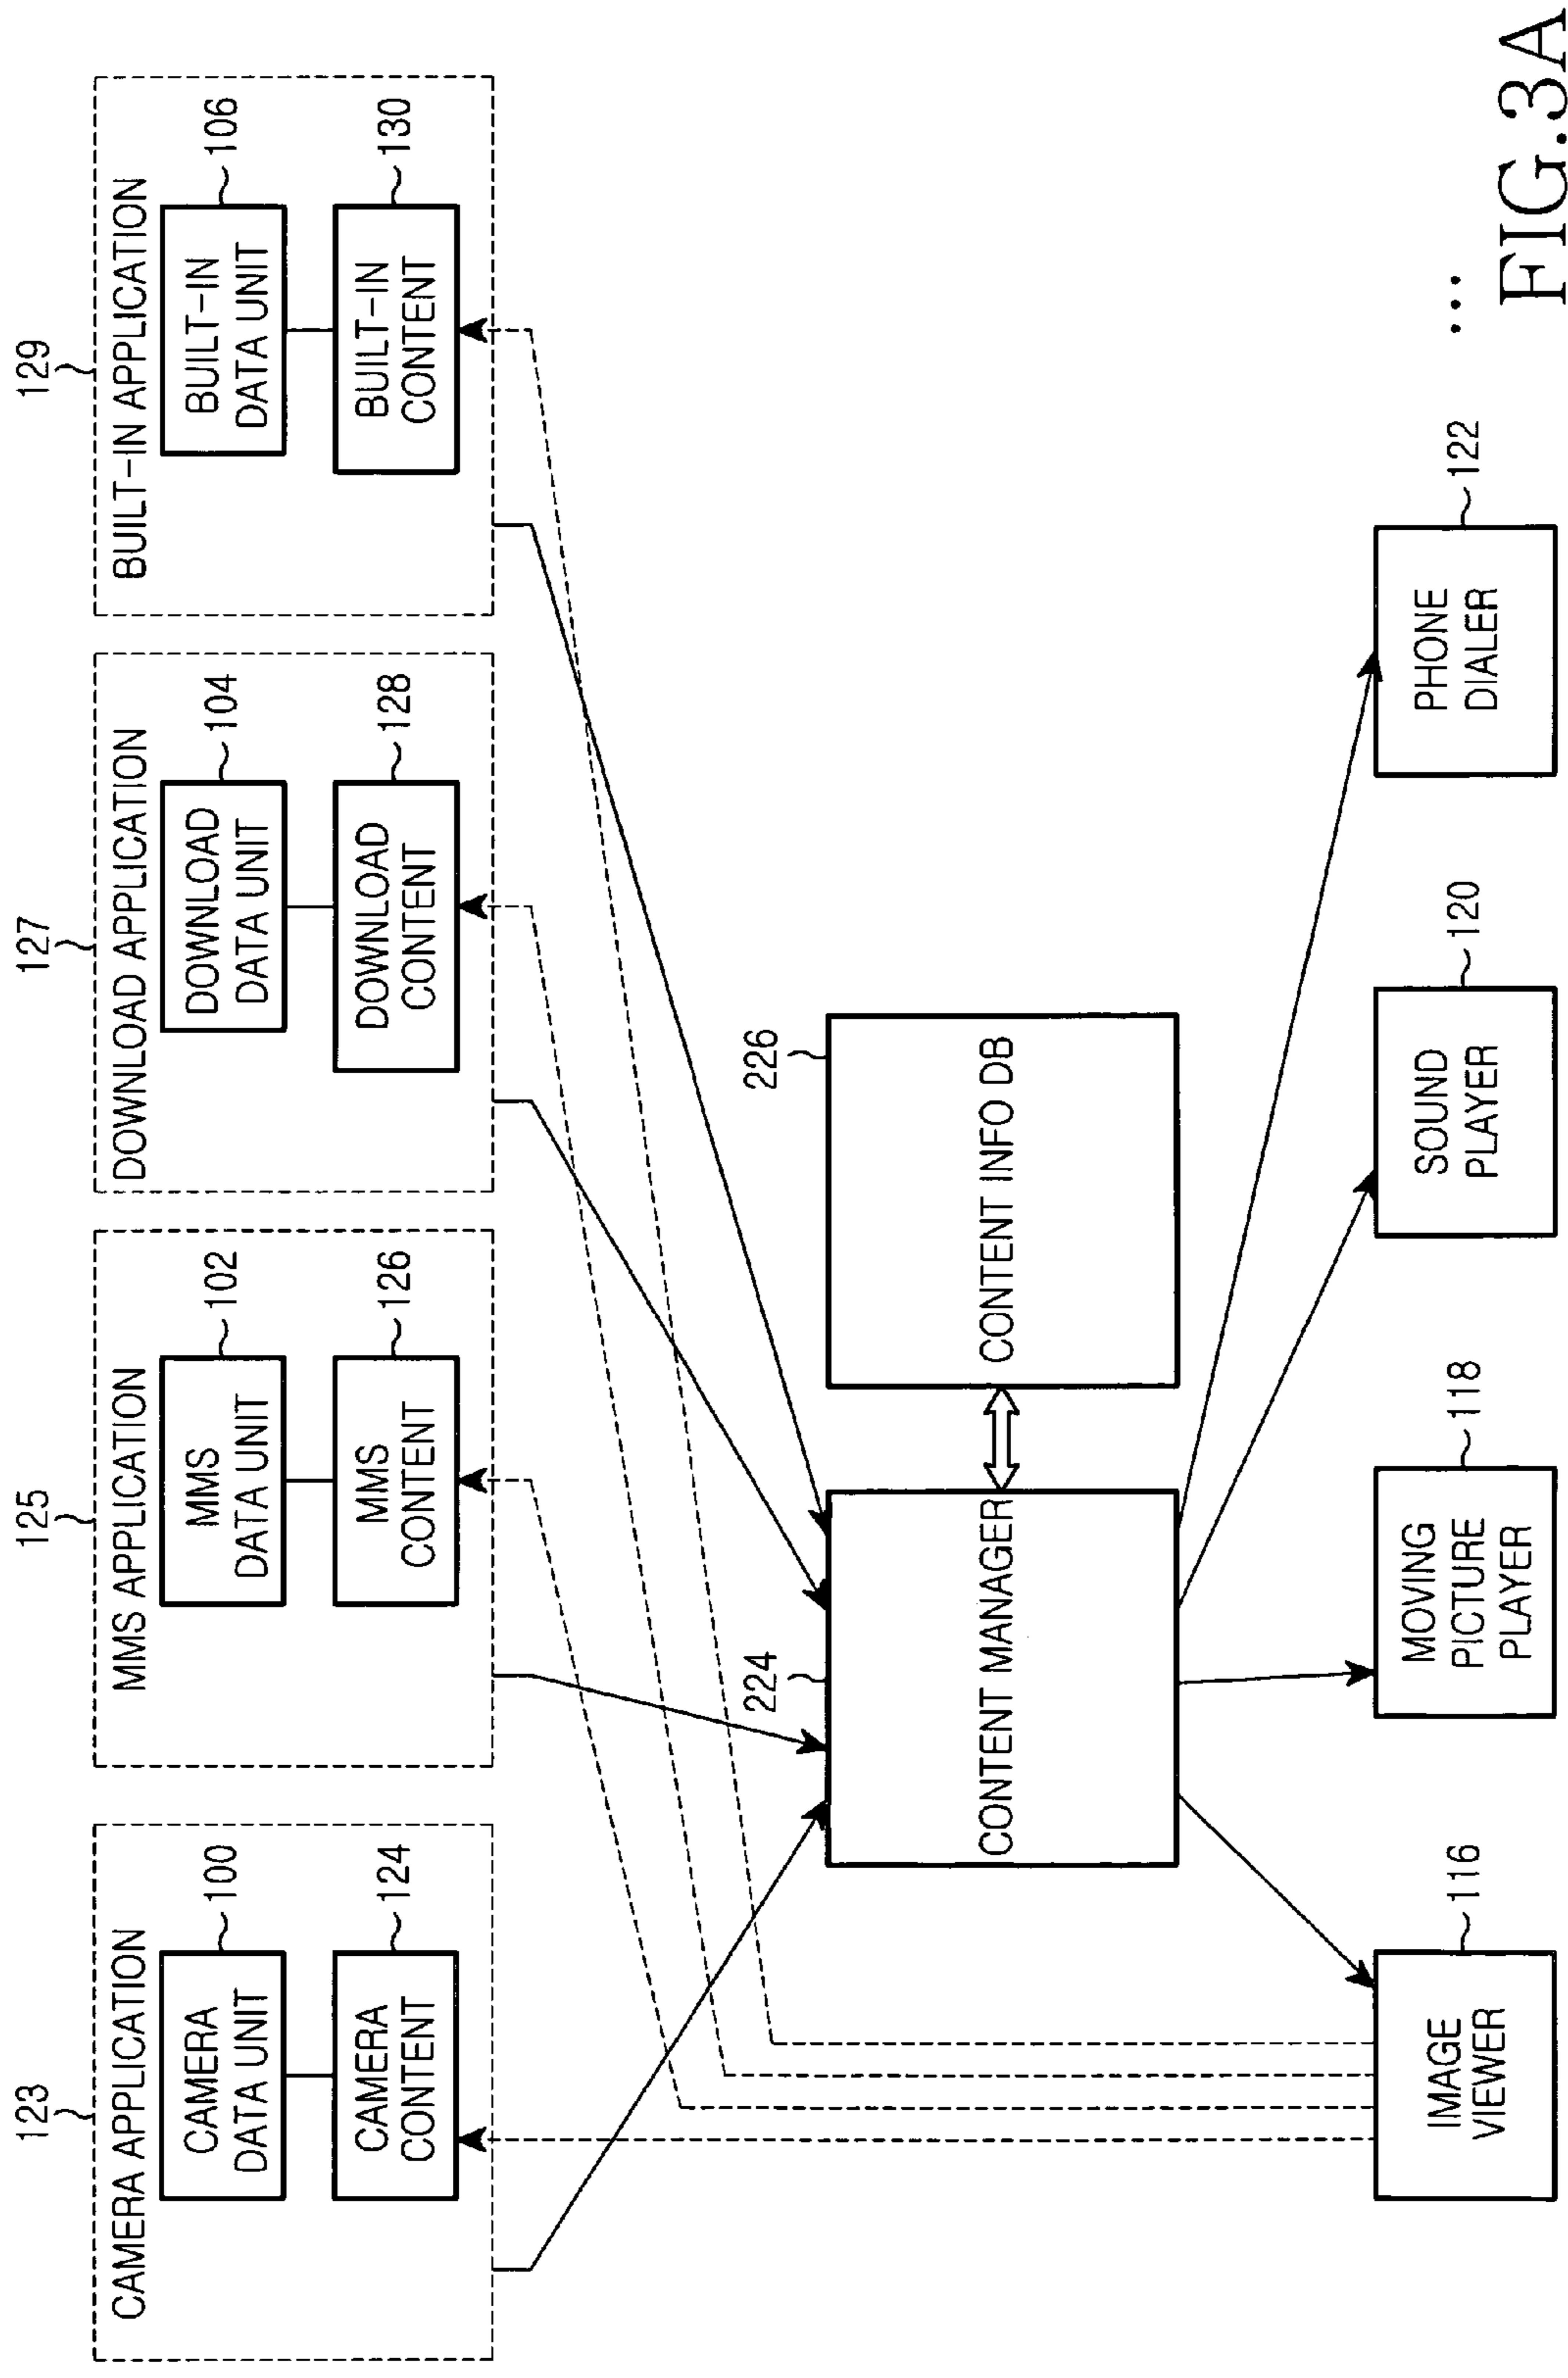 123
CAMERA APPLICATION
CAMERA
DATA UNIT
100
CAMERA
CONTENT
124
125
MMS APPLICATION
MMS
DATA UNIT
102
MMS
CONTENT
126
127
DOWNLOAD APPLICATION
DOWNLOAD
DATA UNIT
104
DOWNLOAD
CONTENT
128
129
BUILT-IN APPLICATION
BUILT-IN
DATA UNIT
106
BUILT-IN
CONTENT
130
224
CONTENT MANAGER
226
CONTENT INFO DB
IMAGE
VIEWER
116
MOVING
PICTURE
PLAYER
118
SOUND
PLAYER
120
PHONE
DIALER
122
...
FIG.3A